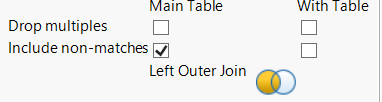 Main Table With Table
Drop multiples
Include non-matches
Left Outer Join